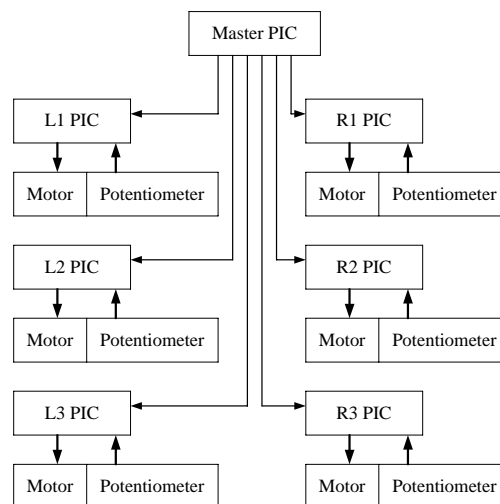 Master PIC
L1 PIC
R1 PIC
Motor Potentiometer
Motor Potentiometer
L2 PIC
R2 PIC
Motor Potentiometer
Motor Potentiometer
L3 PIC
R3 PIC
Motor Potentiometer
Motor Potentiometer